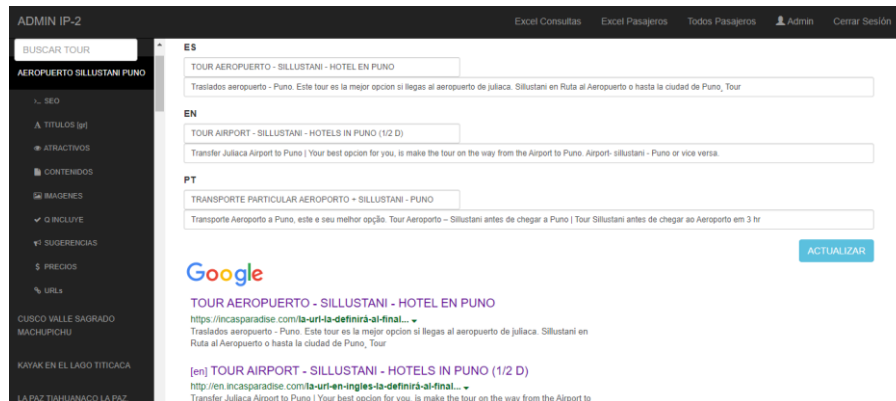 ADMIN IP-2
Excel Consultas Excel Pasajeros Todos Pasajeros Admin Cerrar Sesión
BUSCAR TOUR
AEROPUERTO SILLUSTANI PUNO
SEO
TITULOS [gr]
ATRACTIVOS
CONTENIDOS
IMAGENES
Q INCLUYE
SUGERENCIAS
$ PRECIOS
URLs
CUSCO VALLE SAGRADO
MACHUPICHU
KAYAK EN EL LAGO TITICACA
LA PAZ TIAHUANACO LA PAZ
ES
TOUR AEROPUERTO - SILLUSTANI - HOTEL EN PUNO
Traslados aeropuerto - Puno. Este tour es la mejor opcion si llegas al aeropuerto de juliaca. Sillustani en Ruta al Aeropuerto o hasta la ciudad de Puno, Tour
EN
TOUR AIRPORT - SILLUSTANI - HOTELS IN PUNO (1/2 D)
Transfer Juliaca Airport to Puno | Your best opcion for you, is make the tour on the way from the Airport to Puno. Airport- sillustani - Puno or vice versa.
PT
TRANSPORTE PARTICULAR AEROPORTO + SILLUSTANI - PUNO
Transporte Aeroporto a Puno, este e seu melhor opção. Tour Aeroporto – Sillustani antes de chegar a Puno | Tour Sillustani antes de chegar ao Aeroporto em 3 hr
ACTUALIZAR
Google
TOUR AEROPUERTO - SILLUSTANI - HOTEL EN PUNO
https://incasparadise.com/la-url-la-definirá-al-final...
Traslados aeropuerto - Puno. Este tour es la mejor opcion si llegas al aeropuerto de juliaca. Sillustani en
Ruta al Aeropuerto o hasta la ciudad de Puno, Tour
[en] TOUR AIRPORT - SILLUSTANI - HOTELS IN PUNO (1/2 D)
http://en.incasparadise.com/la-url-en-ingles-la-definirá-al-final...
Transfer Juliaca Airport to Puno | Your best opcion for you, is make the tour on the way from the Airport to